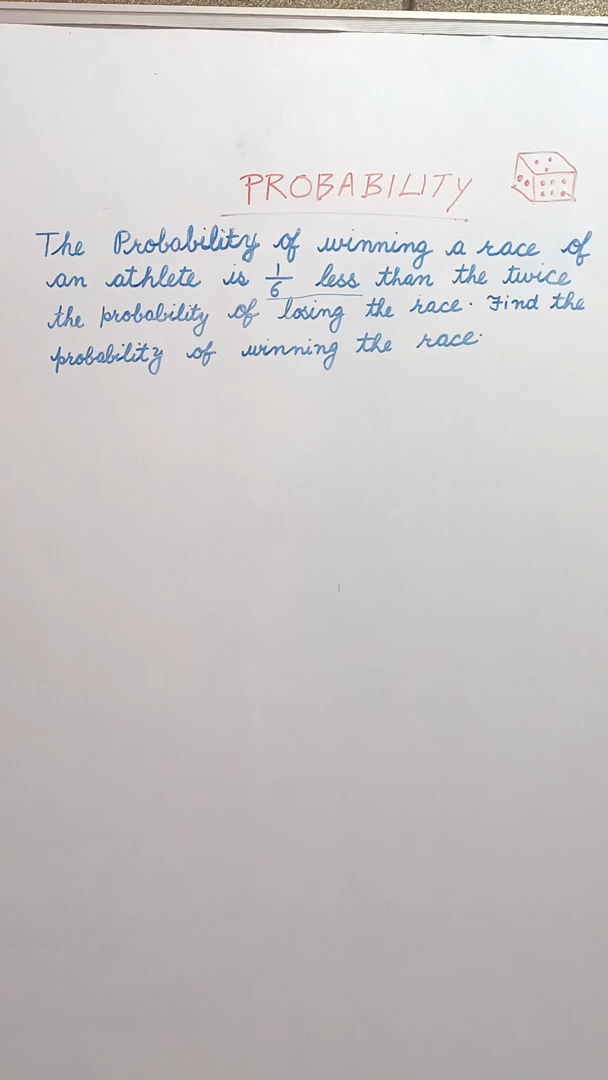 PROBABILITY
The Probability of winning a race of
an athlete is 1/6 less than the twice
the probability of losing the race. Find the
probability of winning the race.